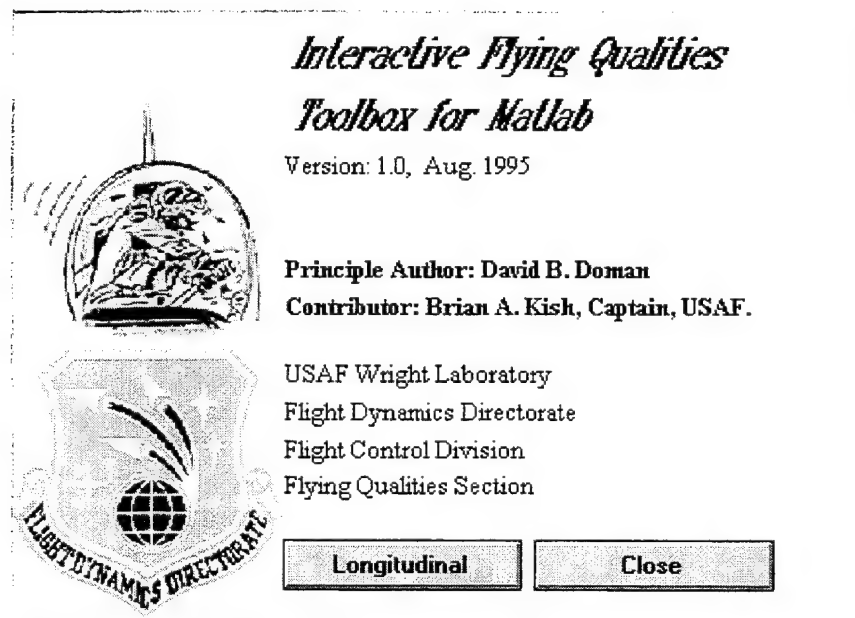 Interactive Flying Qualities
Toolbox for Matlab
Version: 1.0, Aug. 1995
Principle Author: David B. Doman
Contributor: Brian A. Kish, Captain, USAF.
USAF Wright Laboratory
Flight Dynamics Directorate
Flight Control Division
Flying Qualities Section
FLIGHT DYNAMICS DIRECTORATE
Longitudinal
Close